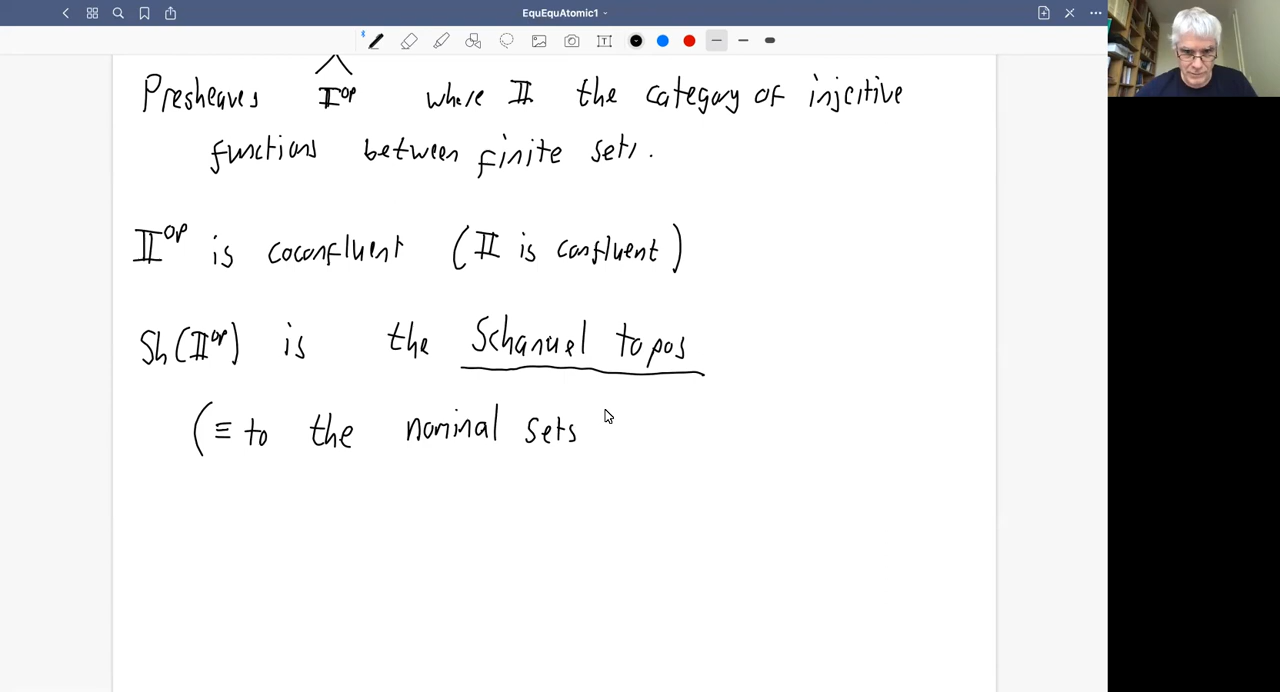 EquEquAtomic1
Presheaves 𝕀^op where 𝕀 the category of injective
functions between finite sets.
𝕀^op is coconfluent (𝕀 is confluent)
Sh(𝕀^op) is the Schanuel topos
(≡ to the nominal sets